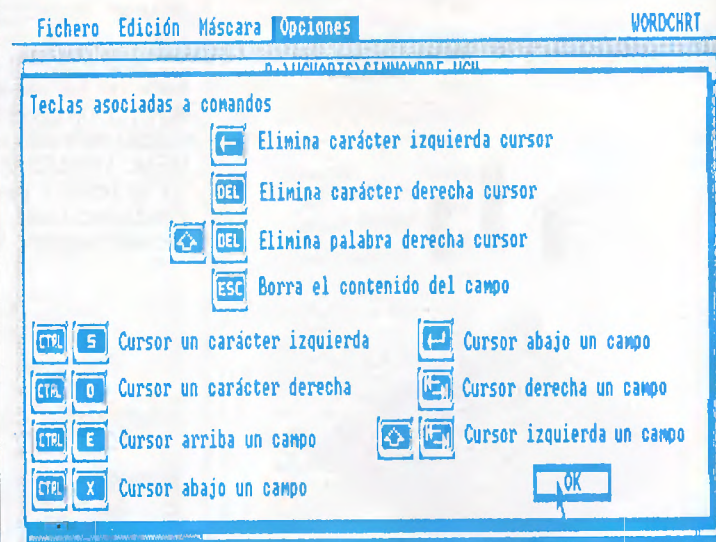 Fichero Edición Máscara Opciones WORDCHRT
Teclas asociadas a comandos
← Elimina carácter izquierda cursor
DEL Elimina carácter derecha cursor
DEL Elimina palabra derecha cursor
ESC Borra el contenido del campo
CTRL S Cursor un carácter izquierda
Cursor abajo un campo
CTRL D Cursor un carácter derecha
Cursor derecha un campo
CTRL E Cursor arriba un campo
Cursor izquierda un campo
CTRL X Cursor abajo un campo
OK